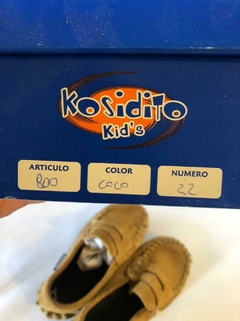 Kosidito
Kid's
ARTICULO COLOR NUMERO
800 COCO 22